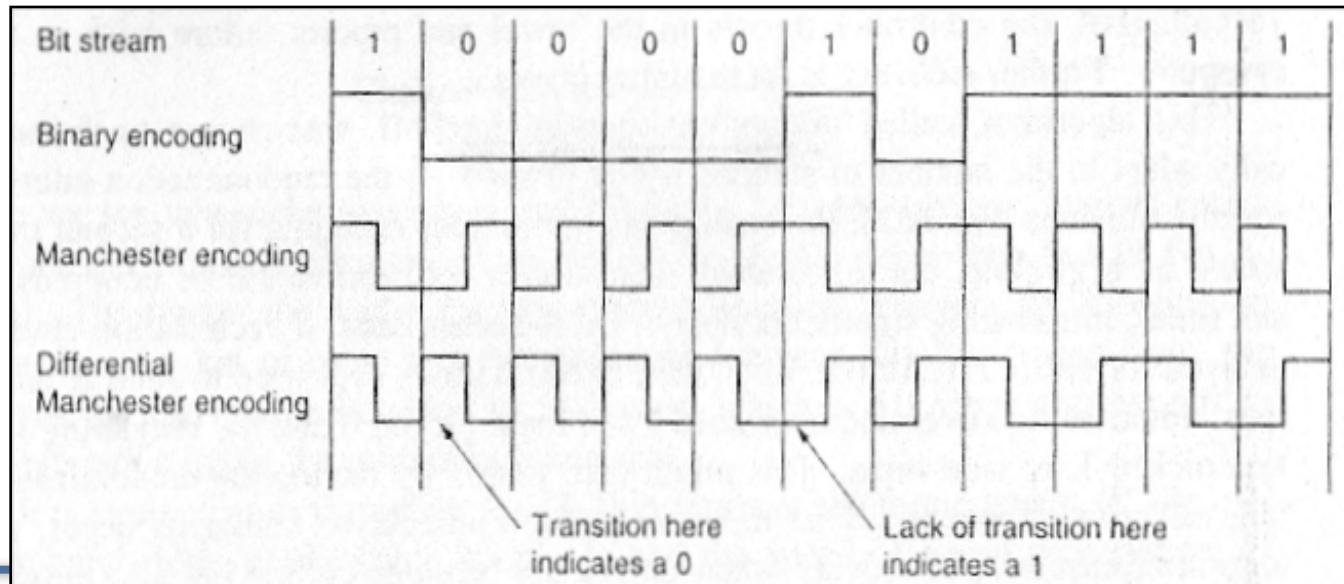 Bit stream 1 0 0 0 0 1 0 1 1 1 1
Binary encoding
Manchester encoding
Differential
Manchester encoding
Transition here
indicates a 0
Lack of transition here
indicates a 1